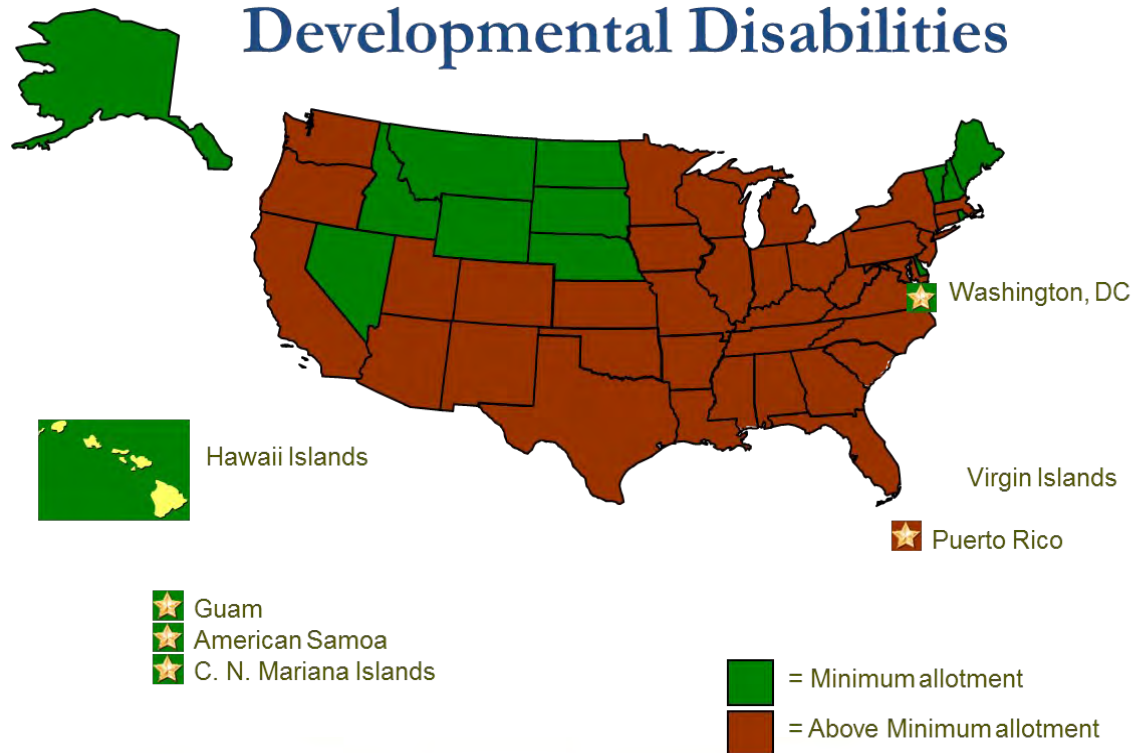 Developmental Disabilities
Washington, DC
Hawaii Islands
Virgin Islands
Puerto Rico
Guam
American Samoa
C. N. Mariana Islands
= Minimum allotment
= Above Minimum allotment